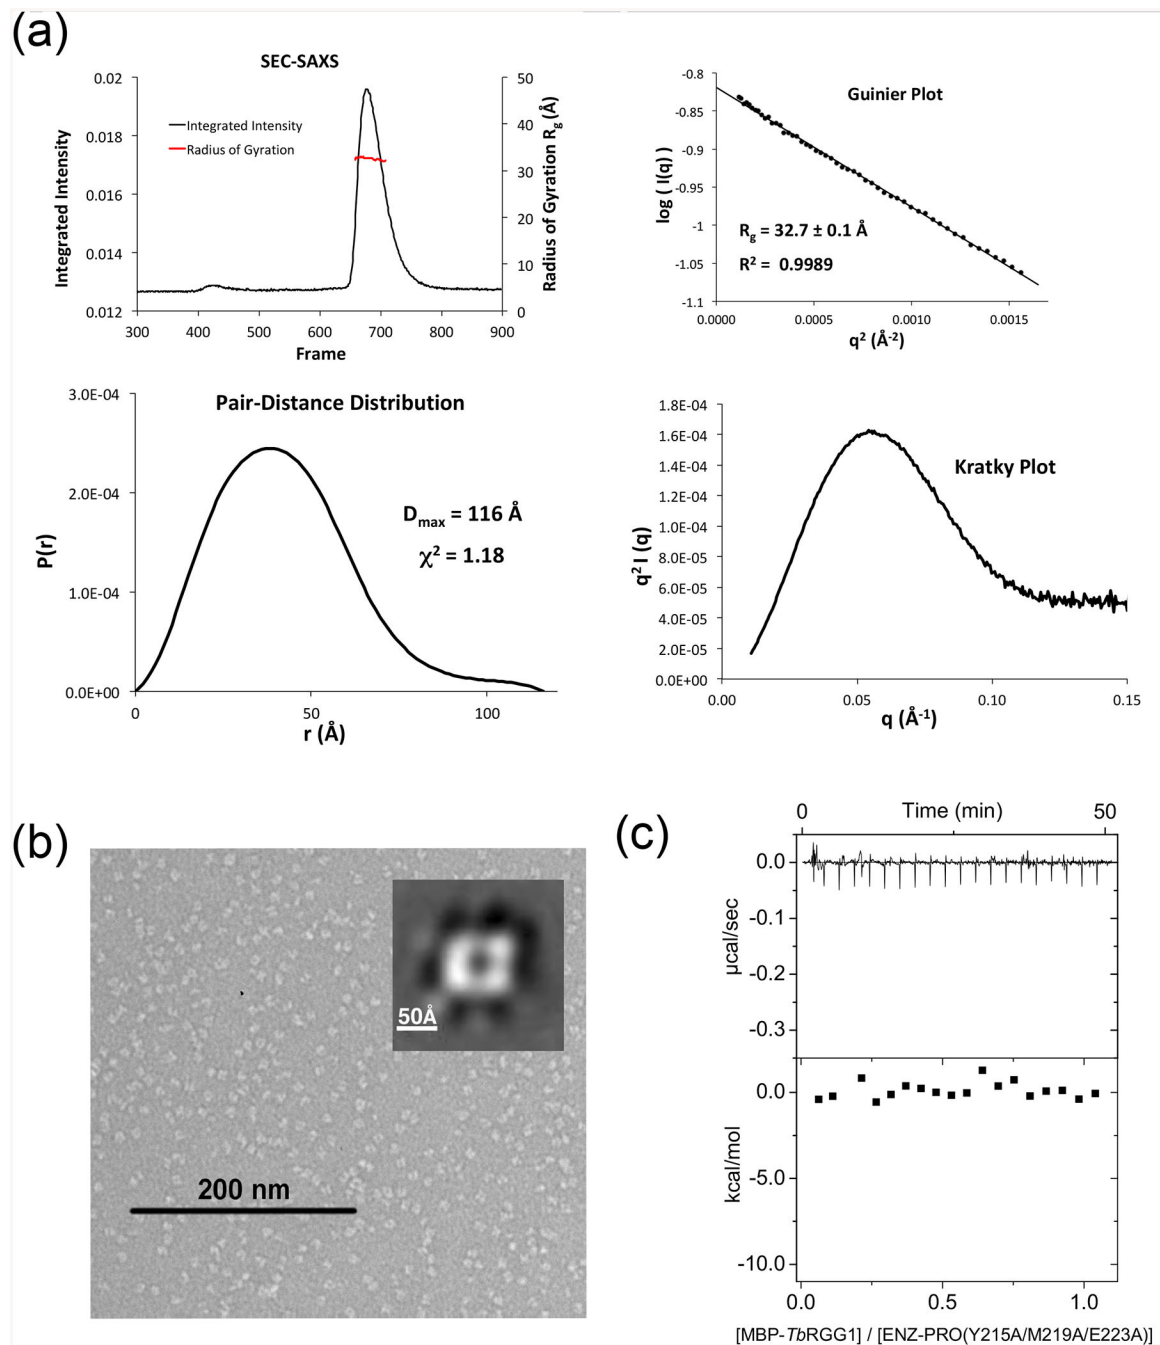 (a)
SEC-SAXS
0.02
0.018
0.016
0.014
0.012
Integrated Intensity
Integrated Intensity
Radius of Gyration
50
40
30
20
10
0
Radius of Gyration Rg (Å)
300 400 500 600 700 800 900
Frame
Guinier Plot
-0.8
-0.85
-0.9
-0.95
-1
-1.05
-1.1
log ( I(q) )
Rg = 32.7 ± 0.1 Å
R² = 0.9989
0.0000 0.0005 0.0010 0.0015
q² (Å⁻²)
Pair-Distance Distribution
3.0E-04
2.0E-04
1.0E-04
0.0E+00
P(r)
Dmax = 116 Å
χ² = 1.18
0 50 100
r (Å)
Kratky Plot
1.8E-04
1.6E-04
1.4E-04
1.2E-04
1.0E-04
8.0E-05
6.0E-05
4.0E-05
2.0E-05
0.0E+00
q² I (q)
0.00 0.05 0.10 0.15
q (Å⁻¹)
(b)
50Å
200 nm
(c)
0 Time (min) 50
0.0
-0.1
-0.2
-0.3
µcal/sec
0.0
-5.0
-10.0
kcal/mol
0.0 0.5 1.0
[MBP-TbRGG1] / [ENZ-PRO(Y215A/M219A/E223A)]